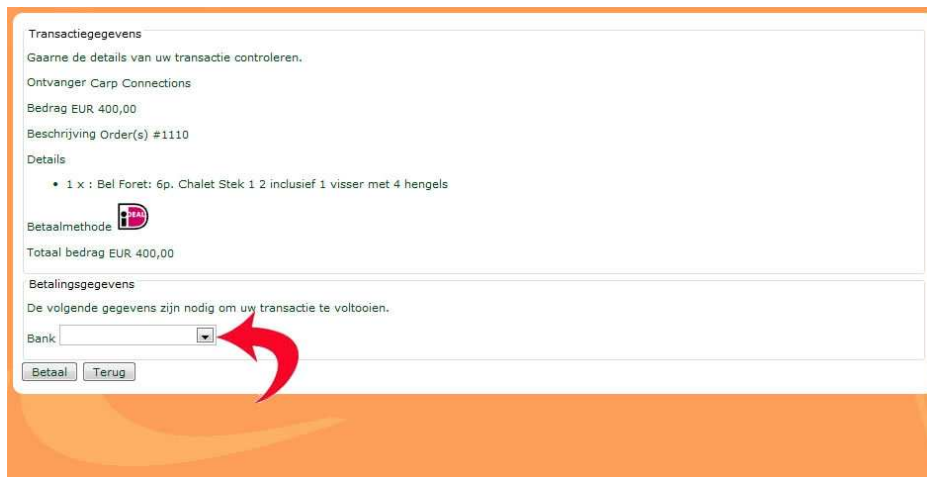 Transactiegegevens
Gaarne de details van uw transactie controleren.
Ontvanger Carp Connections
Bedrag EUR 400,00
Beschrijving Order(s) #1110
Details
• 1 x : Bel Foret: 6p. Chalet Stek 1 2 inclusief 1 visser met 4 hengels
Betaalmethode iDEAL
Totaal bedrag EUR 400,00
Betalingsgegevens
De volgende gegevens zijn nodig om uw transactie te voltooien.
Bank
Betaal Terug